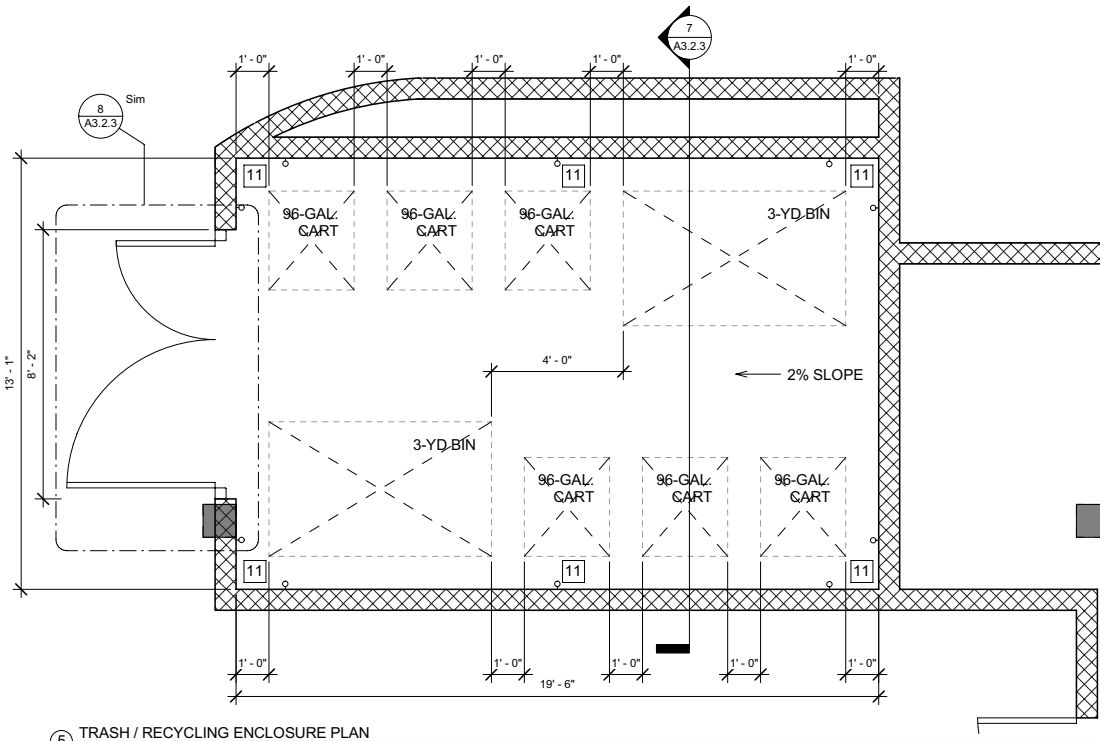 7
A3.2.3
1' - 0"
1' - 0"
1' - 0"
1' - 0"
1' - 0"
8
A3.2.3
Sim
11
11
11
96-GAL.
CART
96-GAL.
CART
96-GAL.
CART
3-YD BIN
13' - 1"
8' - 2"
4' - 0"
2% SLOPE
3-YD BIN
96-GAL.
CART
96-GAL.
CART
96-GAL.
CART
11
11
11
1' - 0"
1' - 0"
1' - 0"
1' - 0"
1' - 0"
19' - 6"
5
TRASH / RECYCLING ENCLOSURE PLAN